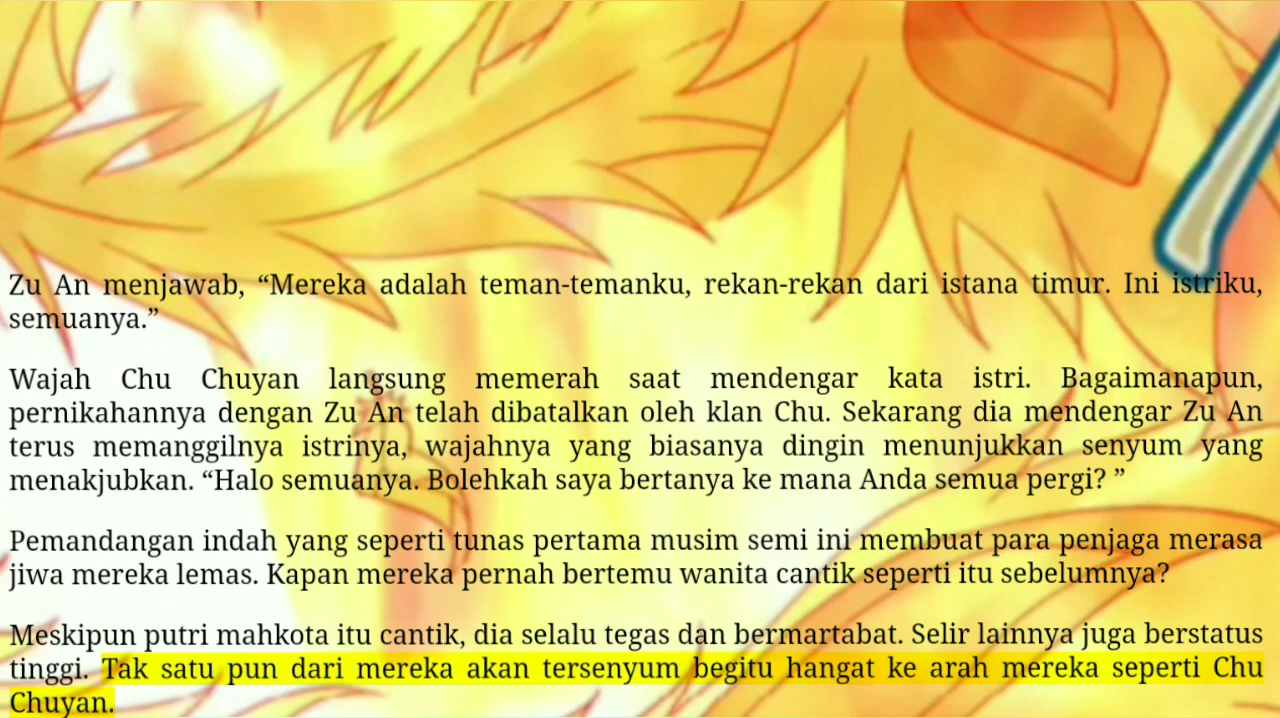 Zu An menjawab, “Mereka adalah teman-temanku, rekan-rekan dari istana timur. Ini istriku,
semuanya.”
Wajah Chu Chuyan langsung memerah saat mendengar kata istri. Bagaimanapun,
pernikahannya dengan Zu An telah dibatalkan oleh klan Chu. Sekarang dia mendengar Zu An
terus memanggilnya istrinya, wajahnya yang biasanya dingin menunjukkan senyum yang
menakjubkan. “Halo semuanya. Bolehkah saya bertanya ke mana Anda semua pergi? ”
Pemandangan indah yang seperti tunas pertama musim semi ini membuat para penjaga merasa
jiwa mereka lemas. Kapan mereka pernah bertemu wanita cantik seperti itu sebelumnya?
Meskipun putri mahkota itu cantik, dia selalu tegas dan bermartabat. Selir lainnya juga berstatus
tinggi. Tak satu pun dari mereka akan tersenyum begitu hangat ke arah mereka seperti Chu
Chuyan.